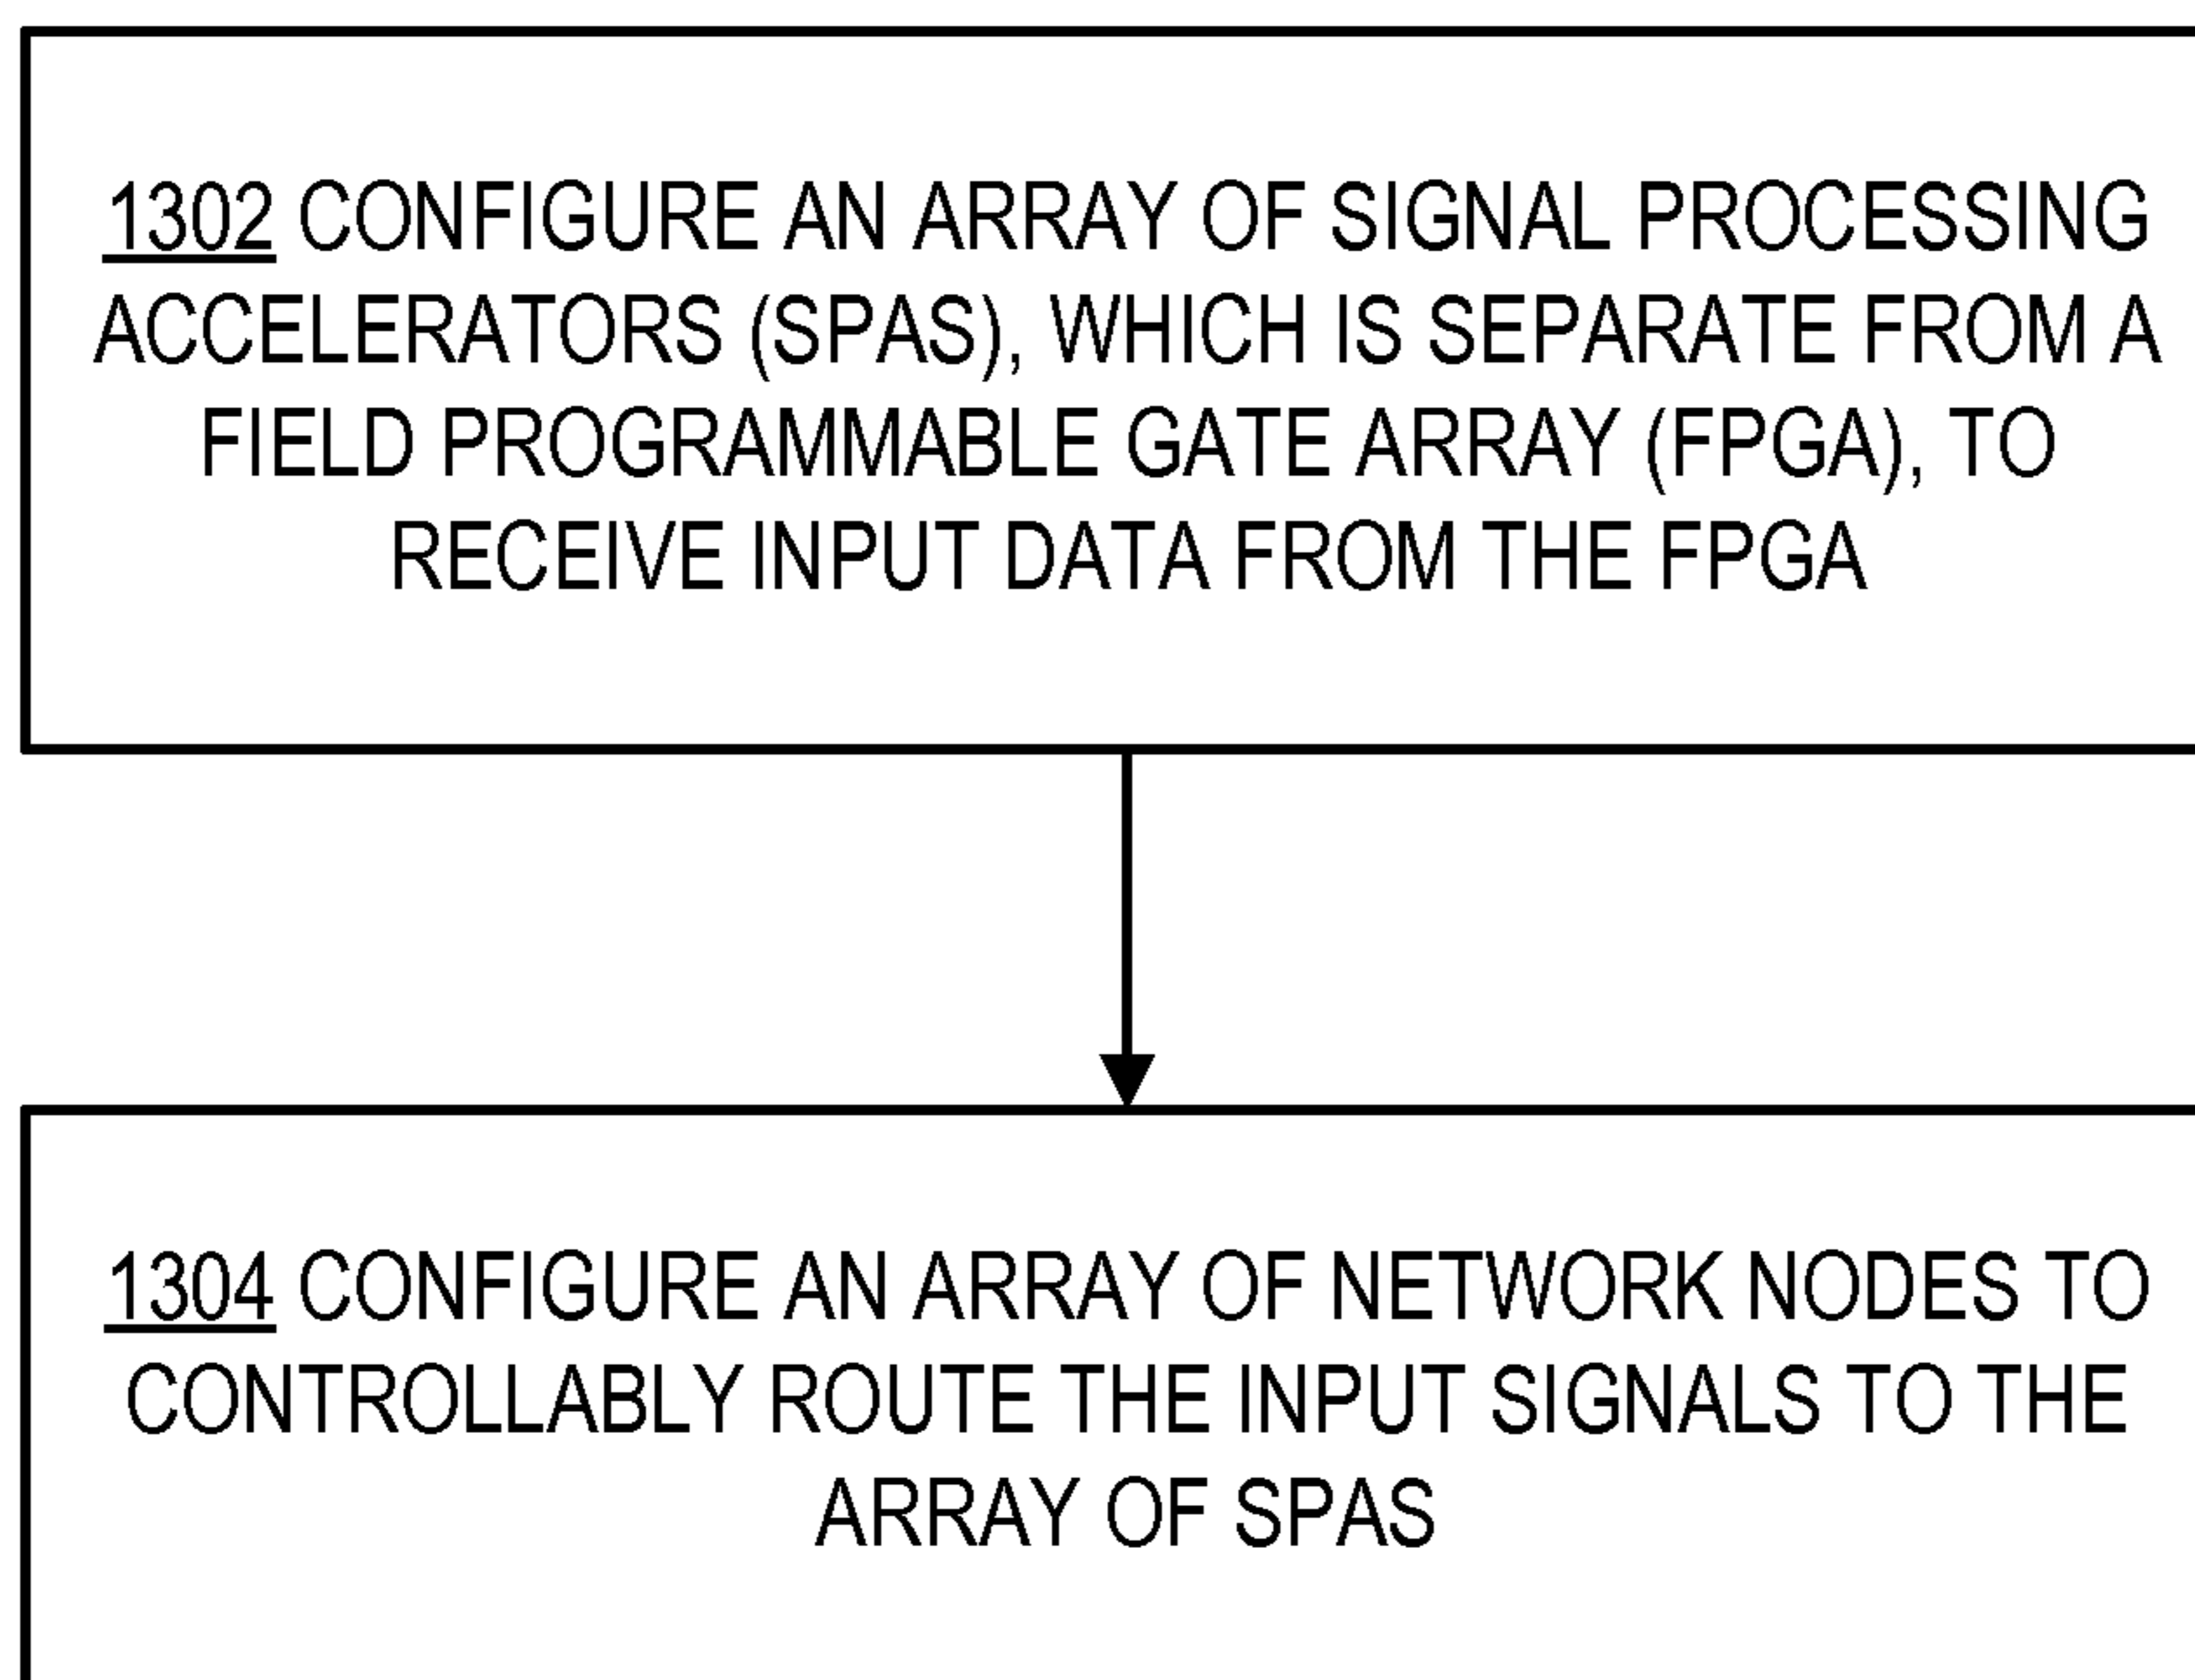 1302 CONFIGURE AN ARRAY OF SIGNAL PROCESSING
ACCELERATORS (SPAS), WHICH IS SEPARATE FROM A
FIELD PROGRAMMABLE GATE ARRAY (FPGA), TO
RECEIVE INPUT DATA FROM THE FPGA
1304 CONFIGURE AN ARRAY OF NETWORK NODES TO
CONTROLLABLY ROUTE THE INPUT SIGNALS TO THE
ARRAY OF SPAS